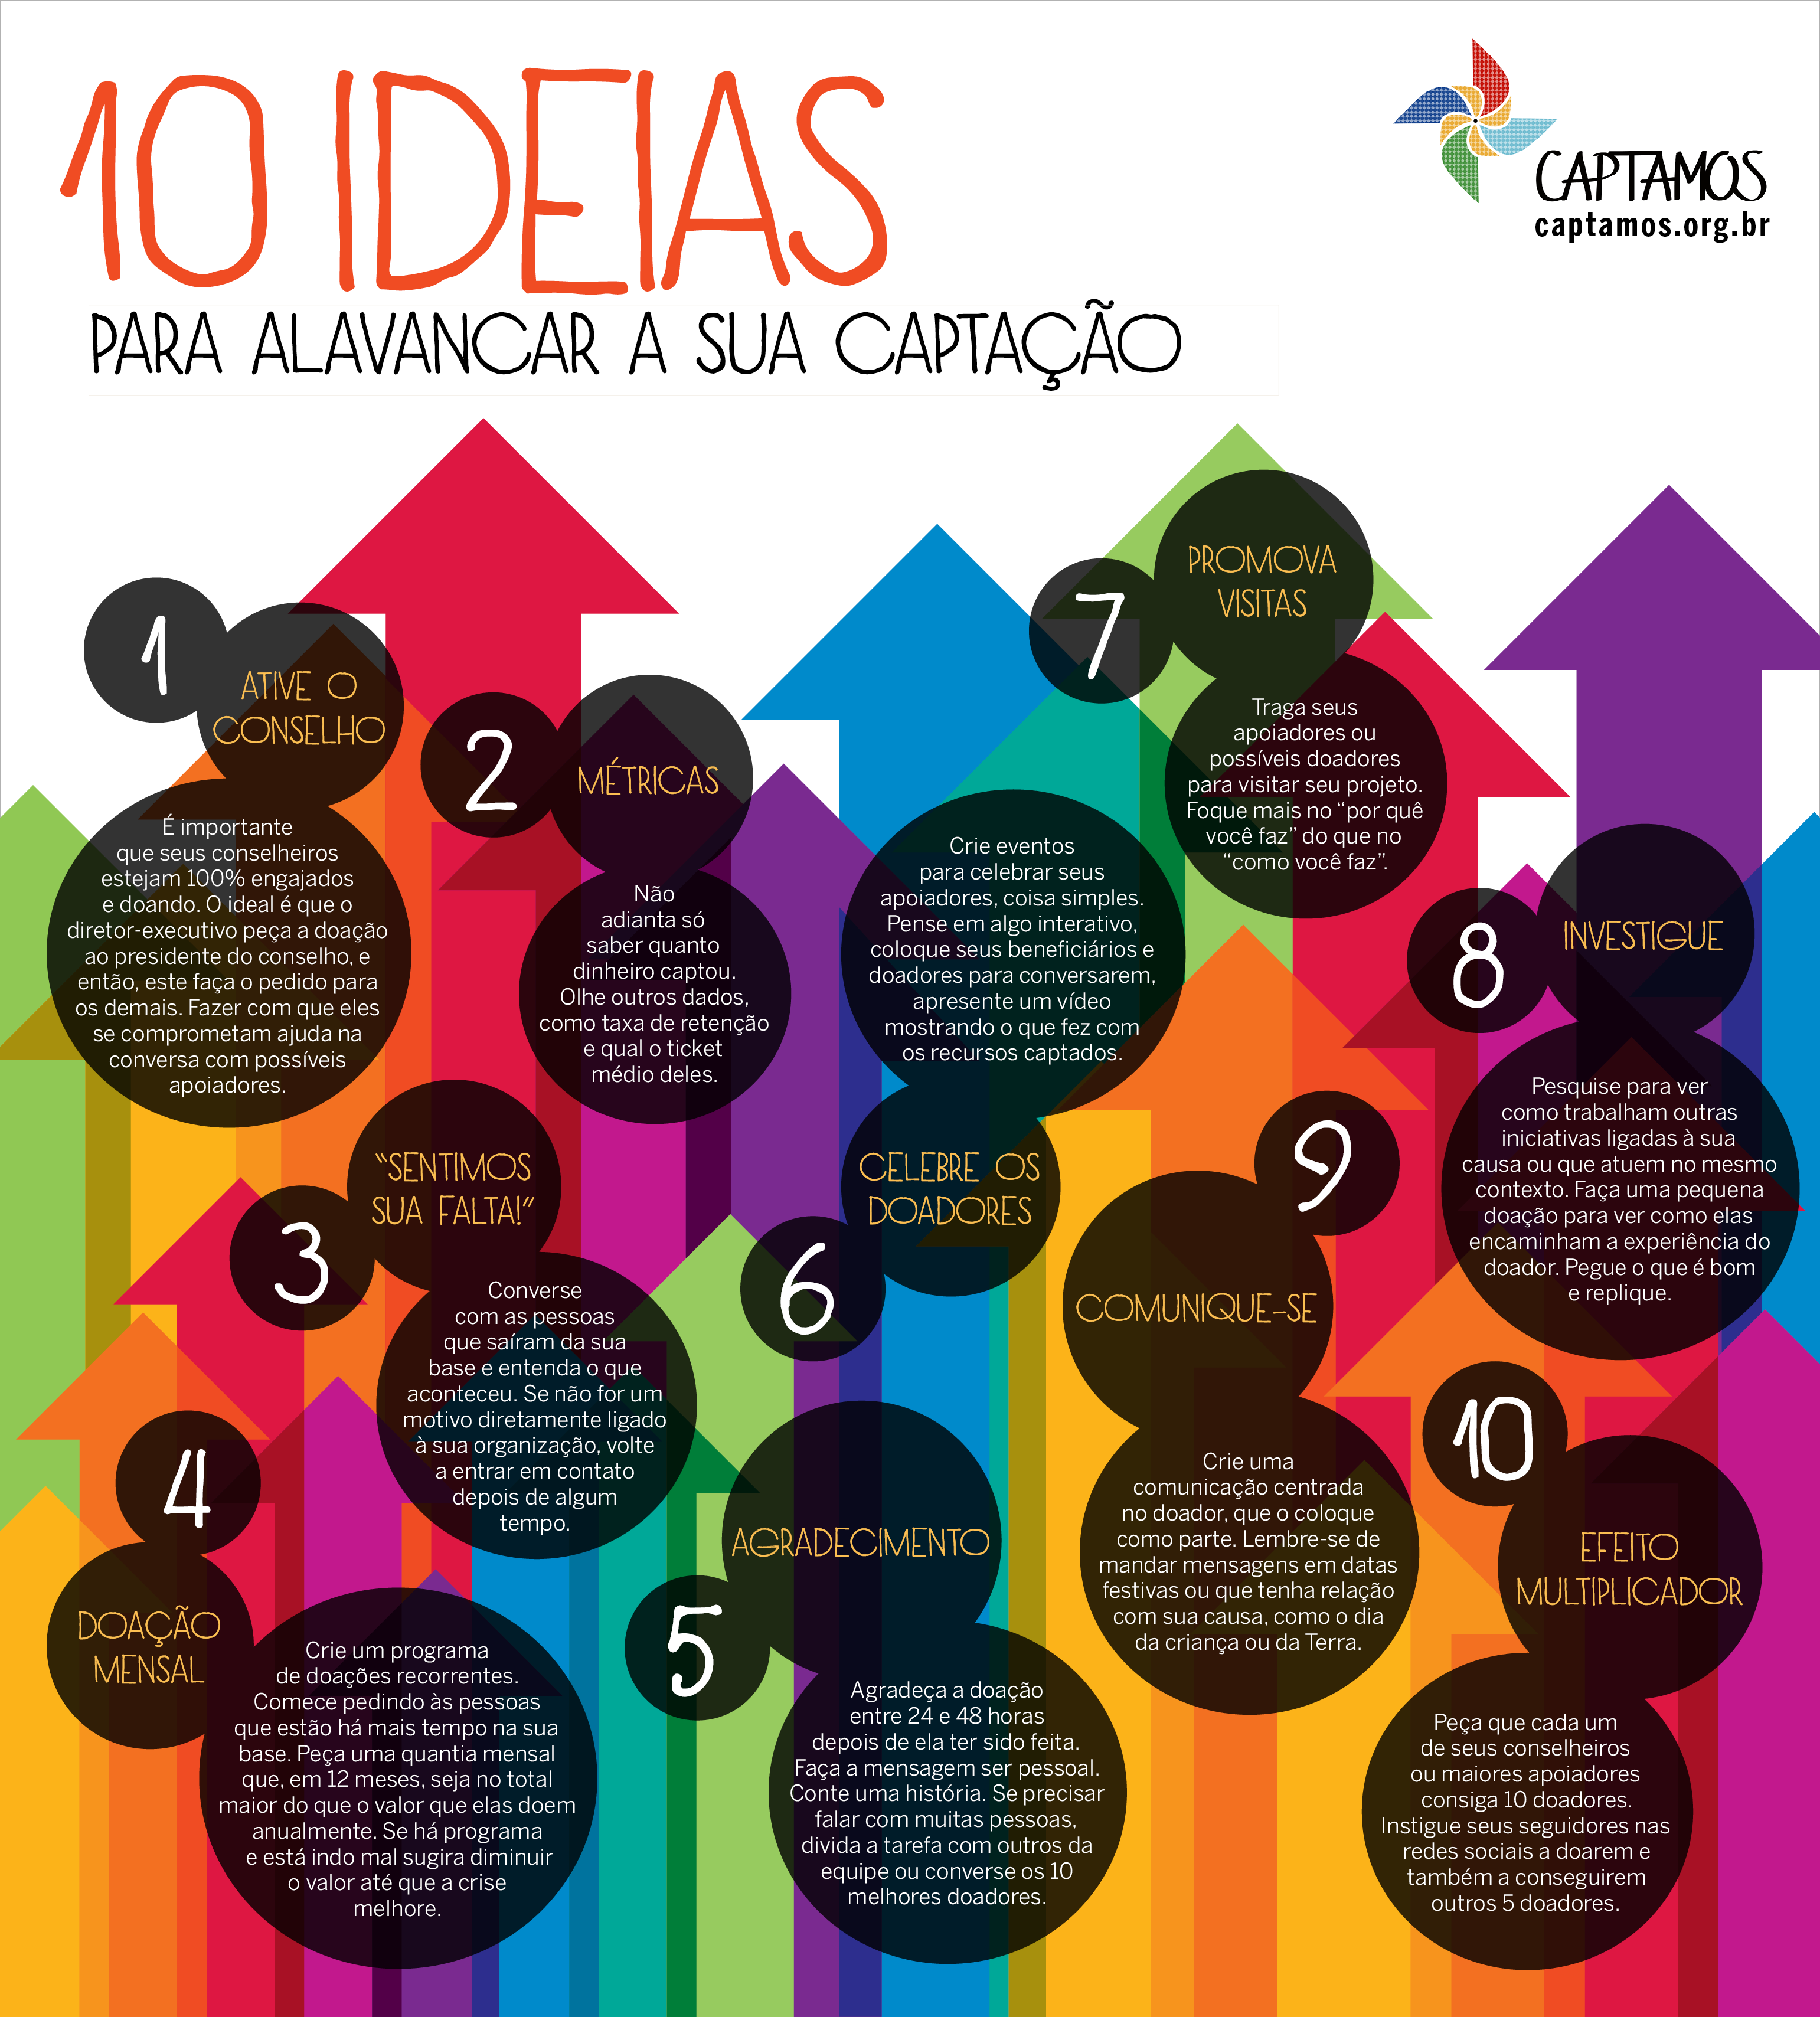 10 IDEIAS
PARA ALAVANCAR A SUA CAPTAÇÃO
CAPTAMOS
captamos.org.br
1
ATIVE O
CONSELHO
É importante
que seus conselheiros
estejam 100% engajados
e doando. O ideal é que o
diretor-executivo peça a doação
ao presidente do conselho, e
então, este faça o pedido para
os demais. Fazer com que eles
se comprometam ajuda na
conversa com possíveis
apoiadores.
2
MÉTRICAS
Não
adianta só
saber quanto
dinheiro captou.
Olhe outros dados,
como taxa de retenção
e qual o ticket
médio deles.
3
“SENTIMOS
SUA FALTA!”
Converse
com as pessoas
que saíram da sua
base e entenda o que
aconteceu. Se não for um
motivo diretamente ligado
à sua organização, volte
a entrar em contato
depois de algum
tempo.
4
DOAÇÃO
MENSAL
Crie um programa
de doações recorrentes.
Comece pedindo às pessoas
que estão há mais tempo na sua
base. Peça uma quantia mensal
que, em 12 meses, seja no total
maior do que o valor que elas doem
anualmente. Se há programa
e está indo mal sugira diminuir
o valor até que a crise
melhore.
5
AGRADECIMENTO
Agradeça a doação
entre 24 e 48 horas
depois de ela ter sido feita.
Faça a mensagem ser pessoal.
Conte uma história. Se precisar
falar com muitas pessoas,
divida a tarefa com outros da
equipe ou converse os 10
melhores doadores.
6
CELEBRE OS
DOADORES
Crie eventos
para celebrar seus
apoiadores, coisa simples.
Pense em algo interativo,
coloque seus beneficiários e
doadores para conversarem,
apresente um vídeo
mostrando o que fez com
os recursos captados.
7
PROMOVA
VISITAS
Traga seus
apoiadores ou
possíveis doadores
para visitar seu projeto.
Foque mais no “por quê
você faz” do que no
“como você faz”.
8
INVESTIGUE
Pesquise para ver
como trabalham outras
iniciativas ligadas à sua
causa ou que atuem no mesmo
contexto. Faça uma pequena
doação para ver como elas
encaminham a experiência do
doador. Pegue o que é bom
e replique.
9
COMUNIQUE-SE
Crie uma
comunicação centrada
no doador, que o coloque
como parte. Lembre-se de
mandar mensagens em datas
festivas ou que tenha relação
com sua causa, como o dia
da criança ou da Terra.
10
EFEITO
MULTIPLICADOR
Peça que cada um
de seus conselheiros
ou maiores apoiadores
consiga 10 doadores.
Instigue seus seguidores nas
redes sociais a doarem e
também a conseguirem
outros 5 doadores.